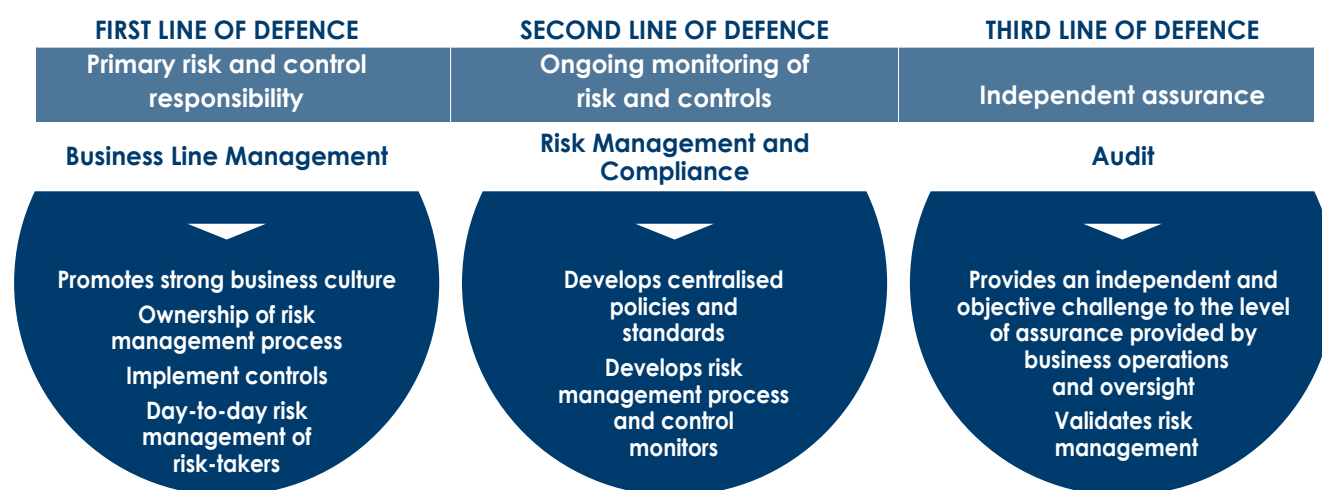 FIRST LINE OF DEFENCE
Primary risk and control
responsibility
Business Line Management
Promotes strong business culture
Ownership of risk
management process
Implement controls
Day-to-day risk
management of
risk-takers
SECOND LINE OF DEFENCE
Ongoing monitoring of
risk and controls
Risk Management and
Compliance
Develops centralised
policies and
standards
Develops risk
management process
and control
monitors
THIRD LINE OF DEFENCE
Independent assurance
Audit
Provides an independent and
objective challenge to the level
of assurance provided by
business operations
and oversight
Validates risk
management